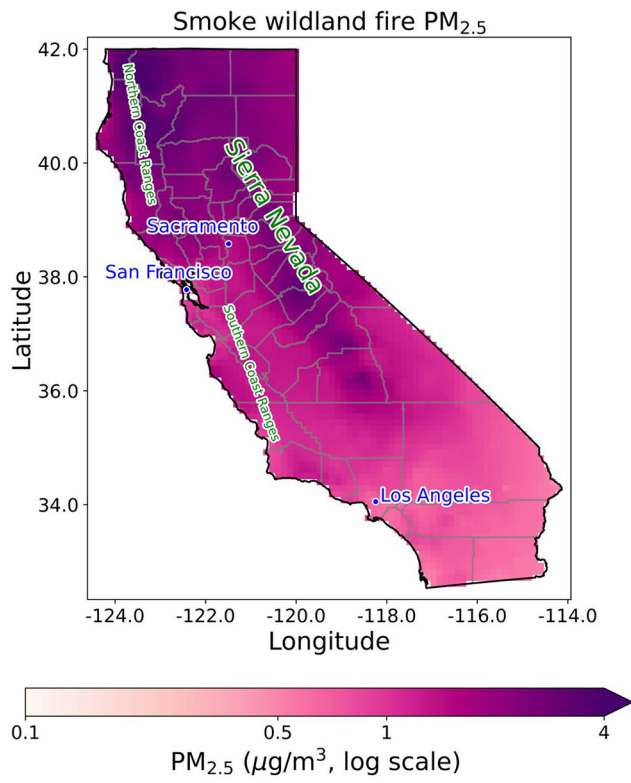 Smoke wildland fire PM₂.₅
42.0
Northern Coast Ranges
40.0
Sierra Nevada
Sacramento
38.0
San Francisco
Southern Coast Ranges
Latitude
36.0
34.0
Los Angeles
-124.0 -122.0 -120.0 -118.0 -116.0 -114.0
Longitude
0.1 0.5 1 4
PM₂.₅ (μg/m³, log scale)